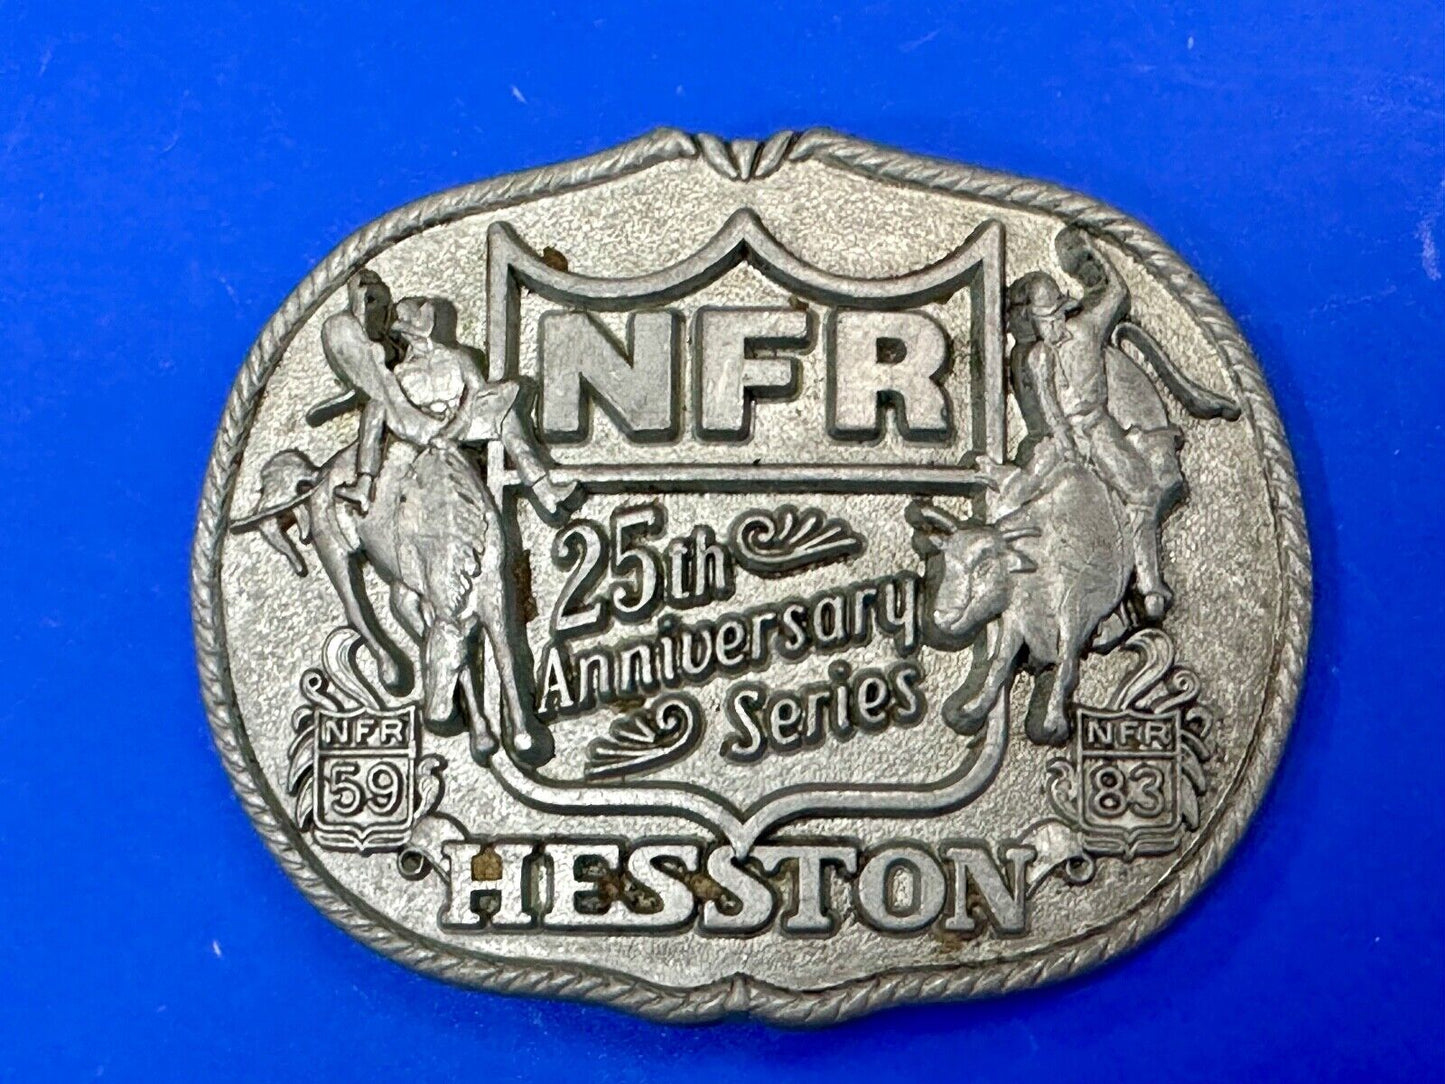 NFR
25th
Anniversary
Series
NFR
59
NFR
83
HESSTON